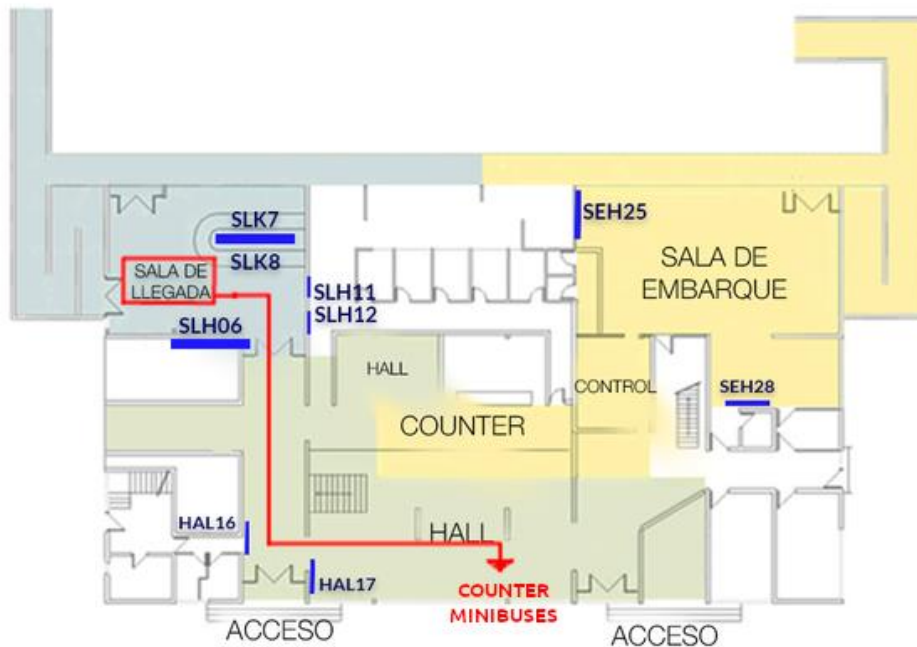 SLK7
SEH25
SLK8
SALA DE
LLEGADA
SALA DE
EMBARQUE
SLH11
SLH12
SLH06
HALL
CONTROL
SEH28
COUNTER
HAL16
HALL
HAL17
COUNTER
MINIBUSES
ACCESO
ACCESO